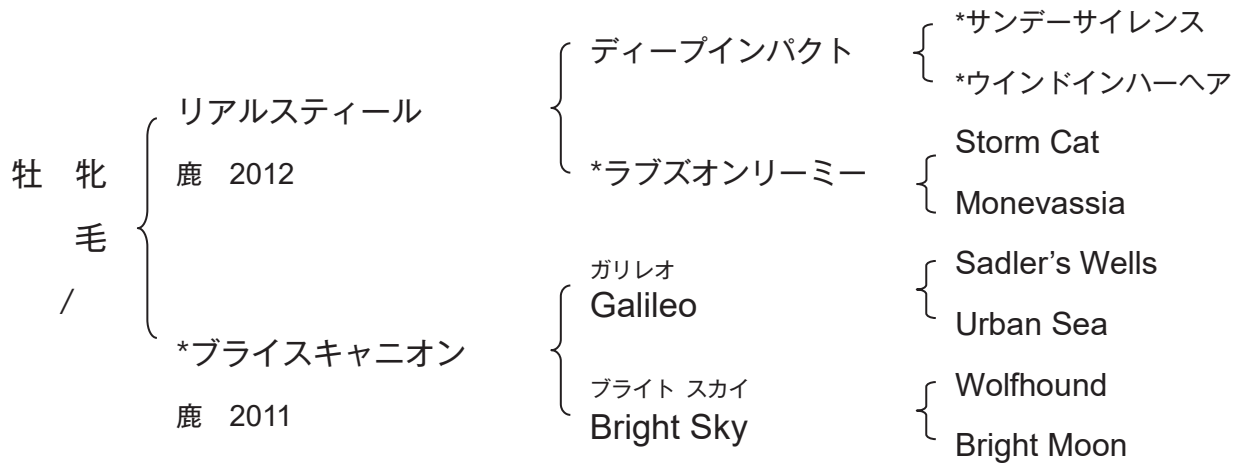 牡 牝
毛
/
リアルスティール
鹿 2012
*ブライスキャニオン
鹿 2011
ディープインパクト
*ラブズオンリーミー
ガリレオ
Galileo
ブライト スカイ
Bright Sky
*サンデーサイレンス
*ウインドインハーヘア
Storm Cat
Monevassia
Sadler’s Wells
Urban Sea
Wolfhound
Bright Moon